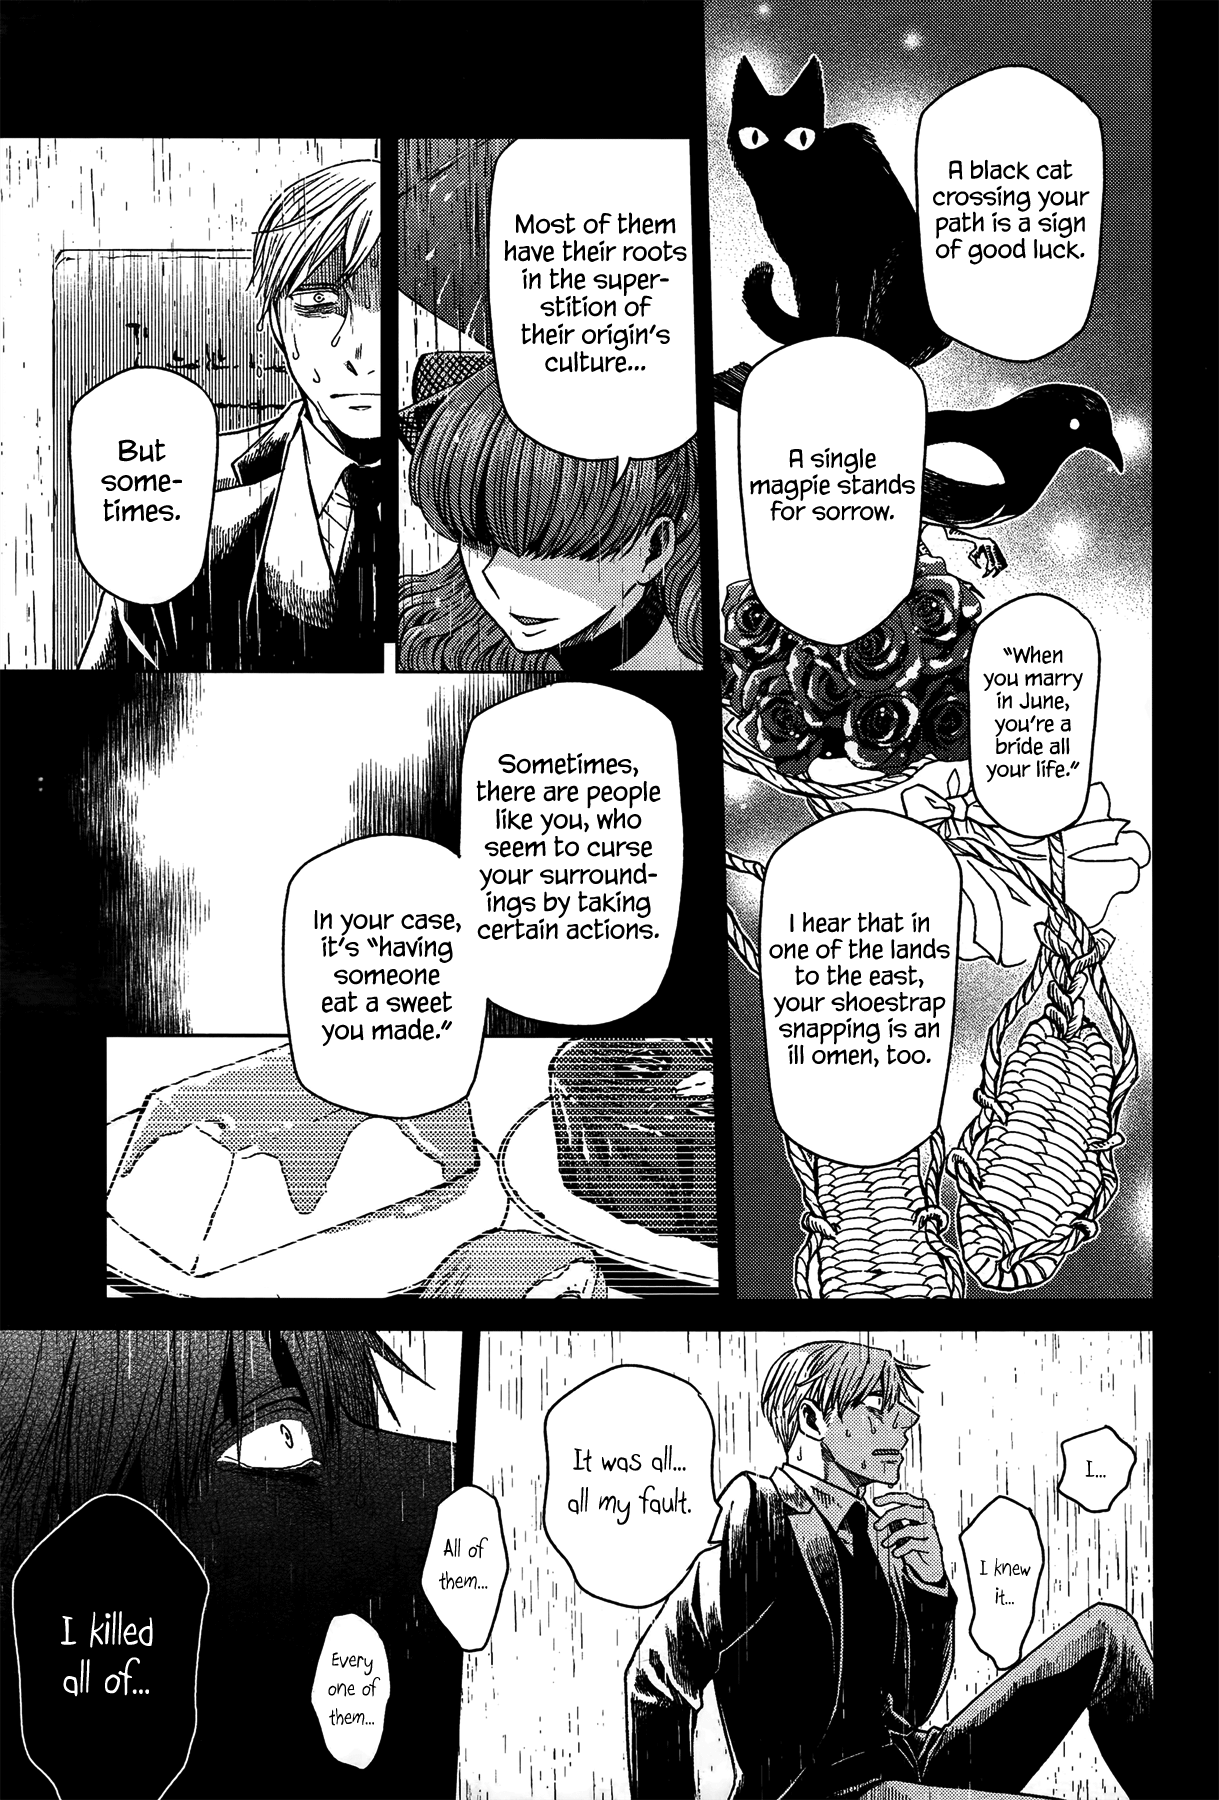 A black cat
crossing your
path is a sign
of good luck.
A single
magpie stands
for sorrow.
"When
you marry
in June,
you're a
bride all
your life."
I hear that in
one of the lands
to the east,
your shoestrap
snapping is an
ill omen, too.
Most of them
have their roots
in the super-
stition of
their origin's
culture...
But
some-
times.
Sometimes,
there are people
like you, who
seem to curse
your surround-
ings by taking
certain actions.
In your case,
it's "having
someone
eat a sweet
you made."
I...
I knew
it...
It was all...
all my fault.
All of
them...
Every
one of
them...
I killed
all of...